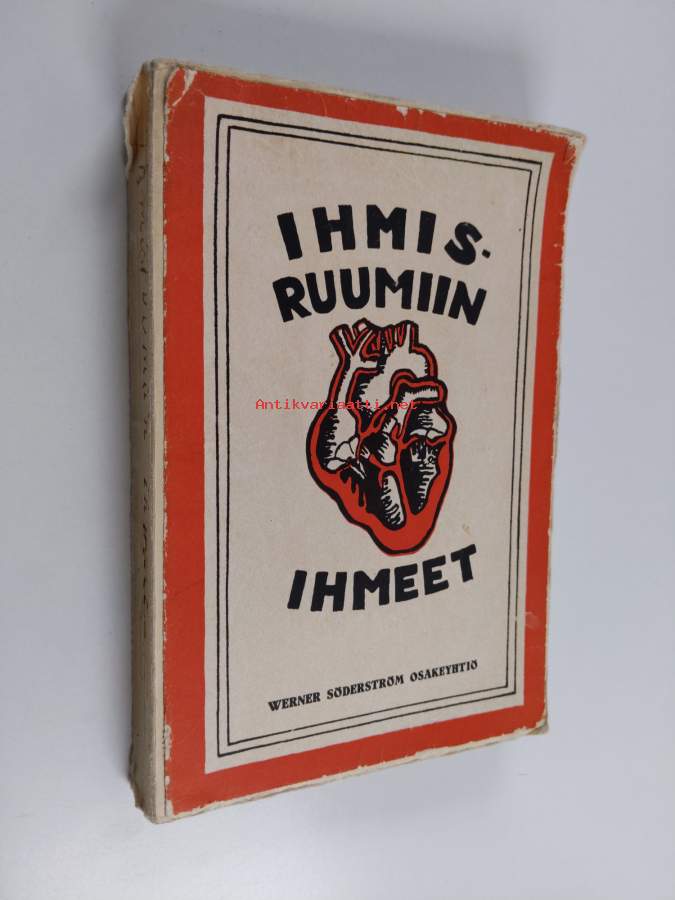 IHMIS-
RUUMIIN
Antikvariaatti.net
IHMEET
WERNER SÖDERSTRÖM OSAKEYHTIÖ